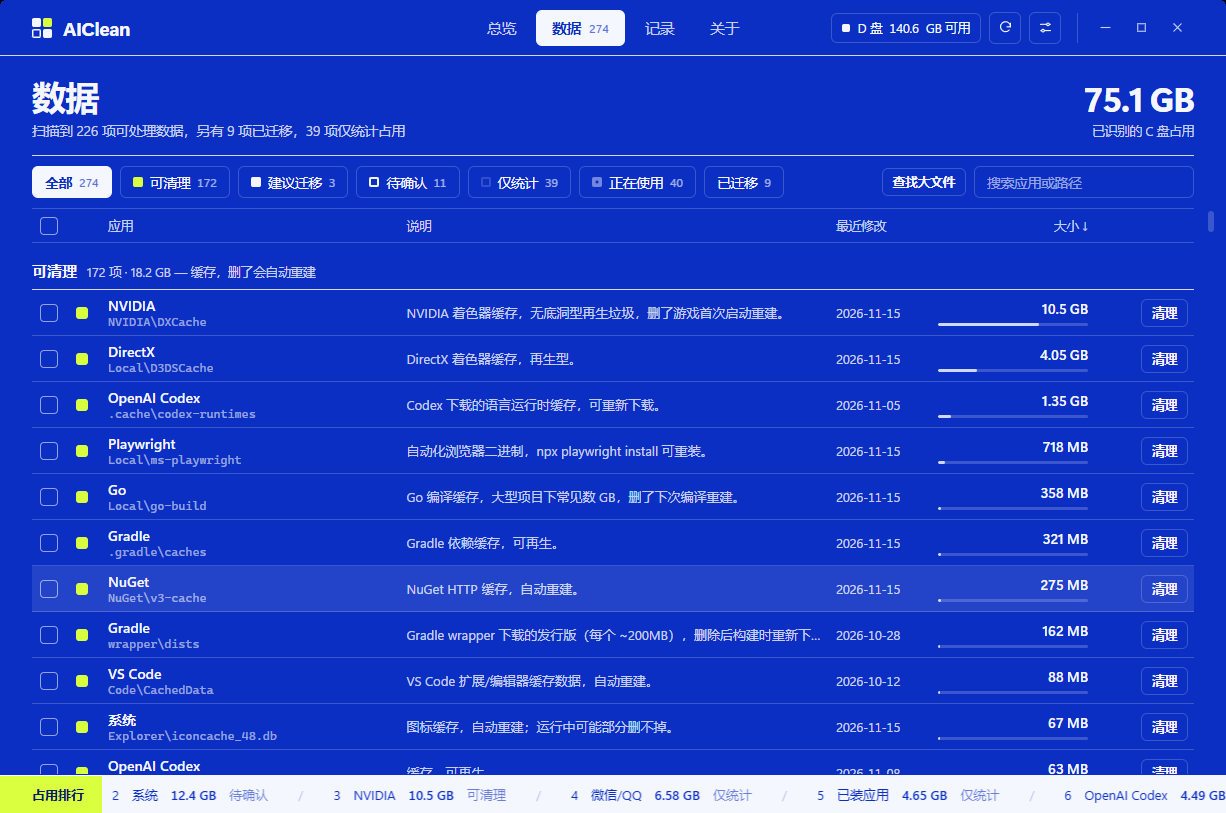 AIClean
总览
数据 274
记录
关于
D 盘 140.6 GB 可用
数据
75.1 GB
扫描到 226 项可处理数据，另有 9 项已迁移，39 项仅统计占用
已识别的 C 盘占用
全部 274
可清理 172
建议迁移 3
待确认 11
仅统计 39
正在使用 40
已迁移 9
查找大文件
搜索应用或路径
应用 说明 最近修改 大小 ↓
可清理 172 项 · 18.2 GB — 缓存，删了会自动重建
NVIDIA
NVIDIA\DXCache
NVIDIA 着色器缓存，无底洞型再生垃圾，删了游戏首次启动重建。
2026-11-15
10.5 GB
清理
DirectX
Local\D3DSCache
DirectX 着色器缓存，再生型。
2026-11-15
4.05 GB
清理
OpenAI Codex
.cache\codex-runtimes
Codex 下载的语言运行时缓存，可重新下载。
2026-11-05
1.35 GB
清理
Playwright
Local\ms-playwright
自动化浏览器二进制，npx playwright install 可重装。
2026-11-15
718 MB
清理
Go
Local\go-build
Go 编译缓存，大型项目下常见数 GB，删了下次编译重建。
2026-11-15
358 MB
清理
Gradle
.gradle\caches
Gradle 依赖缓存，可再生。
2026-11-15
321 MB
清理
NuGet
NuGet\v3-cache
NuGet HTTP 缓存，自动重建。
2026-11-15
275 MB
清理
Gradle
wrapper\dists
Gradle wrapper 下载的发行版（每个 ~200MB），删除后构建时重新下...
2026-10-28
162 MB
清理
VS Code
Code\CachedData
VS Code 扩展/编辑器缓存数据，自动重建。
2026-10-12
88 MB
清理
系统
Explorer\iconcache_48.db
图标缓存，自动重建；运行中可能部分删不掉。
2026-11-15
67 MB
清理
OpenAI Codex
缓存，可再生
2026-11-08
63 MB
清理
占用排行
2 系统 12.4 GB 待确认 /
3 NVIDIA 10.5 GB 可清理 /
4 微信/QQ 6.58 GB 仅统计 /
5 已装应用 4.65 GB 仅统计 /
6 OpenAI Codex 4.49 GB